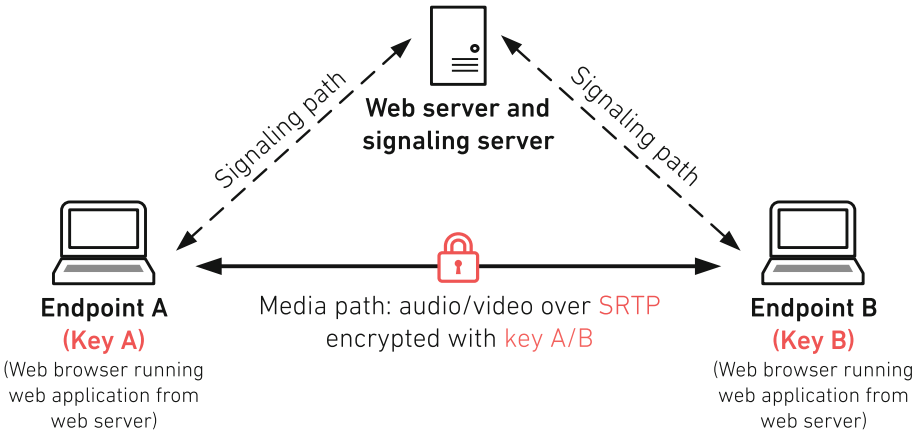 Signaling path
Signaling path
Web server and
signaling server
Endpoint A
(Key A)
(Web browser running
web application from
web server)
Media path: audio/video over SRTP
encrypted with key A/B
Endpoint B
(Key B)
(Web browser running
web application from
web server)